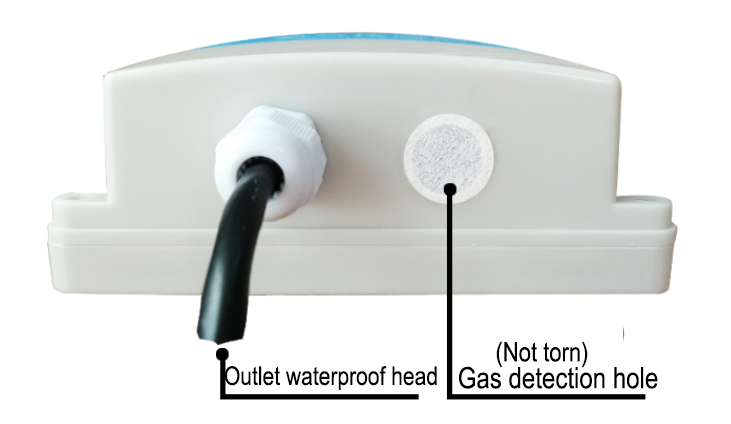 Outlet waterproof head
(Not torn)
Gas detection hole